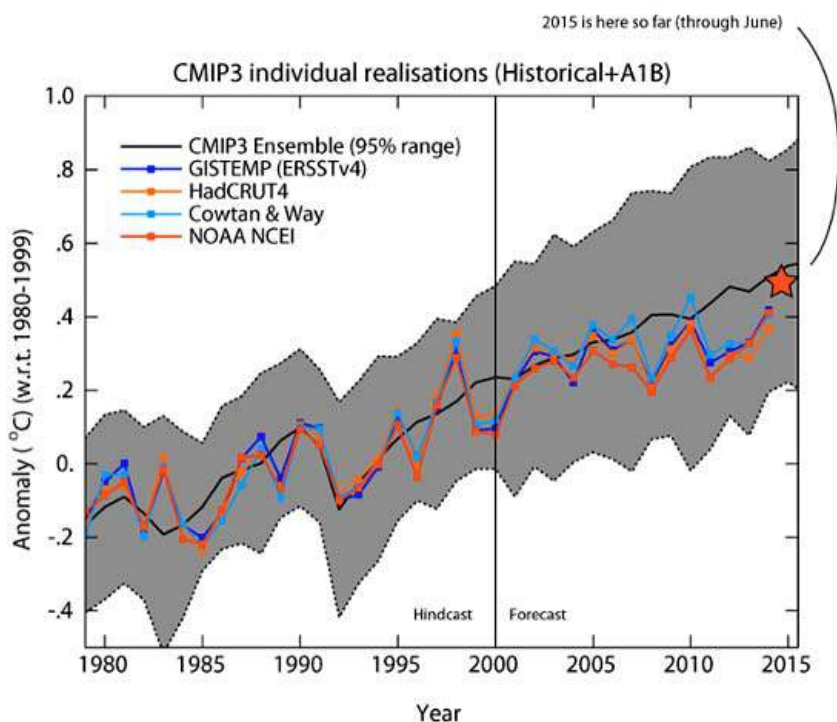 2015 is here so far (through June)
CMIP3 individual realisations (Historical+A1B)
1.0
.8
.6
.4
.2
0.
-.2
-.4
Anomaly ( °C) (w.r.t. 1980-1999)
CMIP3 Ensemble (95% range)
GISTEMP (ERSSTv4)
HadCRUT4
Cowtan & Way
NOAA NCEI
Hindcast
Forecast
1980 1985 1990 1995 2000 2005 2010 2015
Year